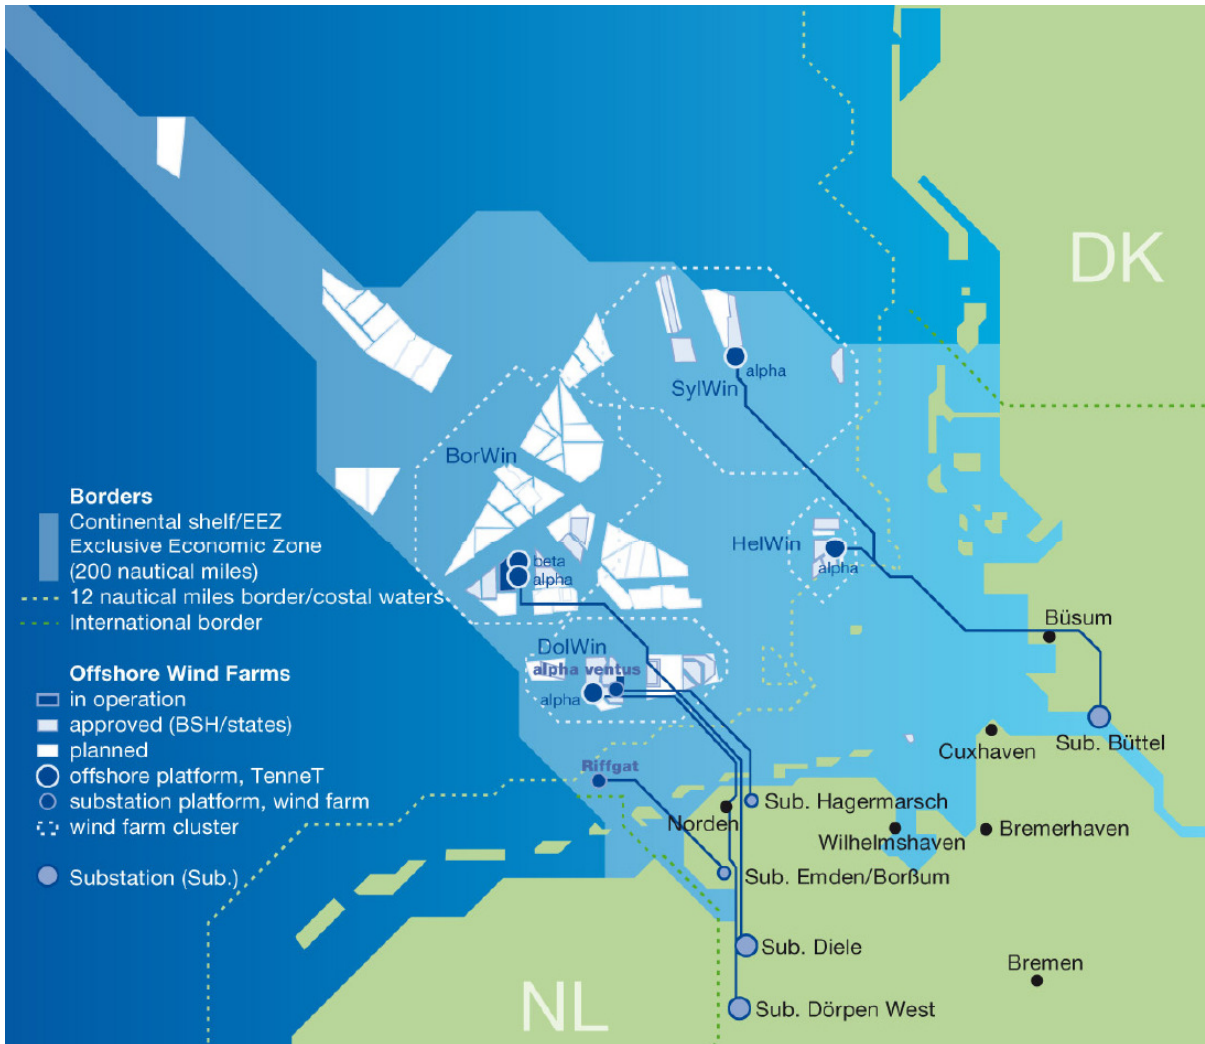 DK
alpha
SylWin
BorWin
HelWin
alpha
beta
alpha
DolWin
alpha ventus
alpha
Riffgat
Borders
Continental shelf/EEZ
Exclusive Economic Zone
(200 nautical miles)
12 nautical miles border/costal waters
International border
Offshore Wind Farms
in operation
approved (BSH/states)
planned
offshore platform, TenneT
substation platform, wind farm
wind farm cluster
Substation (Sub.)
Büsum
Sub. Büttel
Cuxhaven
Sub. Hagermarsch
Norden
Wilhelmshaven
Bremerhaven
Sub. Emden/Borßum
Sub. Diele
Bremen
Sub. Dörpen West
NL